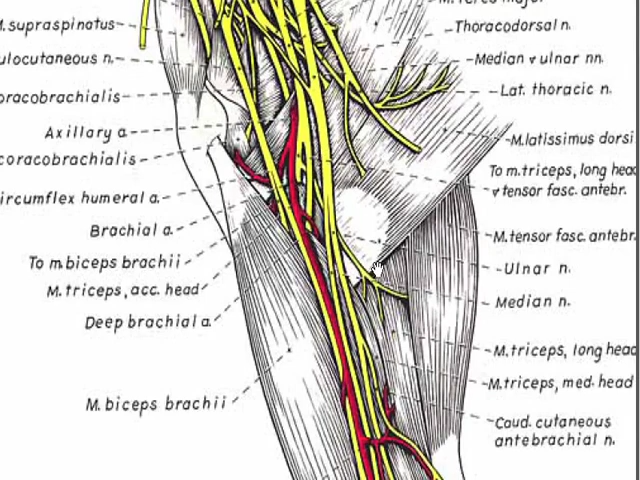 M.supraspinatus
ulocutaneous n.
oracobrachialis
Axillary a.
coracobrachialis
ircumflex humeral a.
Brachial a.
To m.biceps brachii
M.triceps, acc. head
Deep brachial a.
M.biceps brachii
Thoracodorsal n.
Median & ulnar nn.
Lat. thoracic n.
M.latissimus dorsi
To m.triceps, long head
& tensor fasc. antebr.
M.tensor fasc. antebr.
Ulnar n.
Median n.
M.triceps, long head
M.triceps, med. head
Caud. cutaneous
antebrachial n.